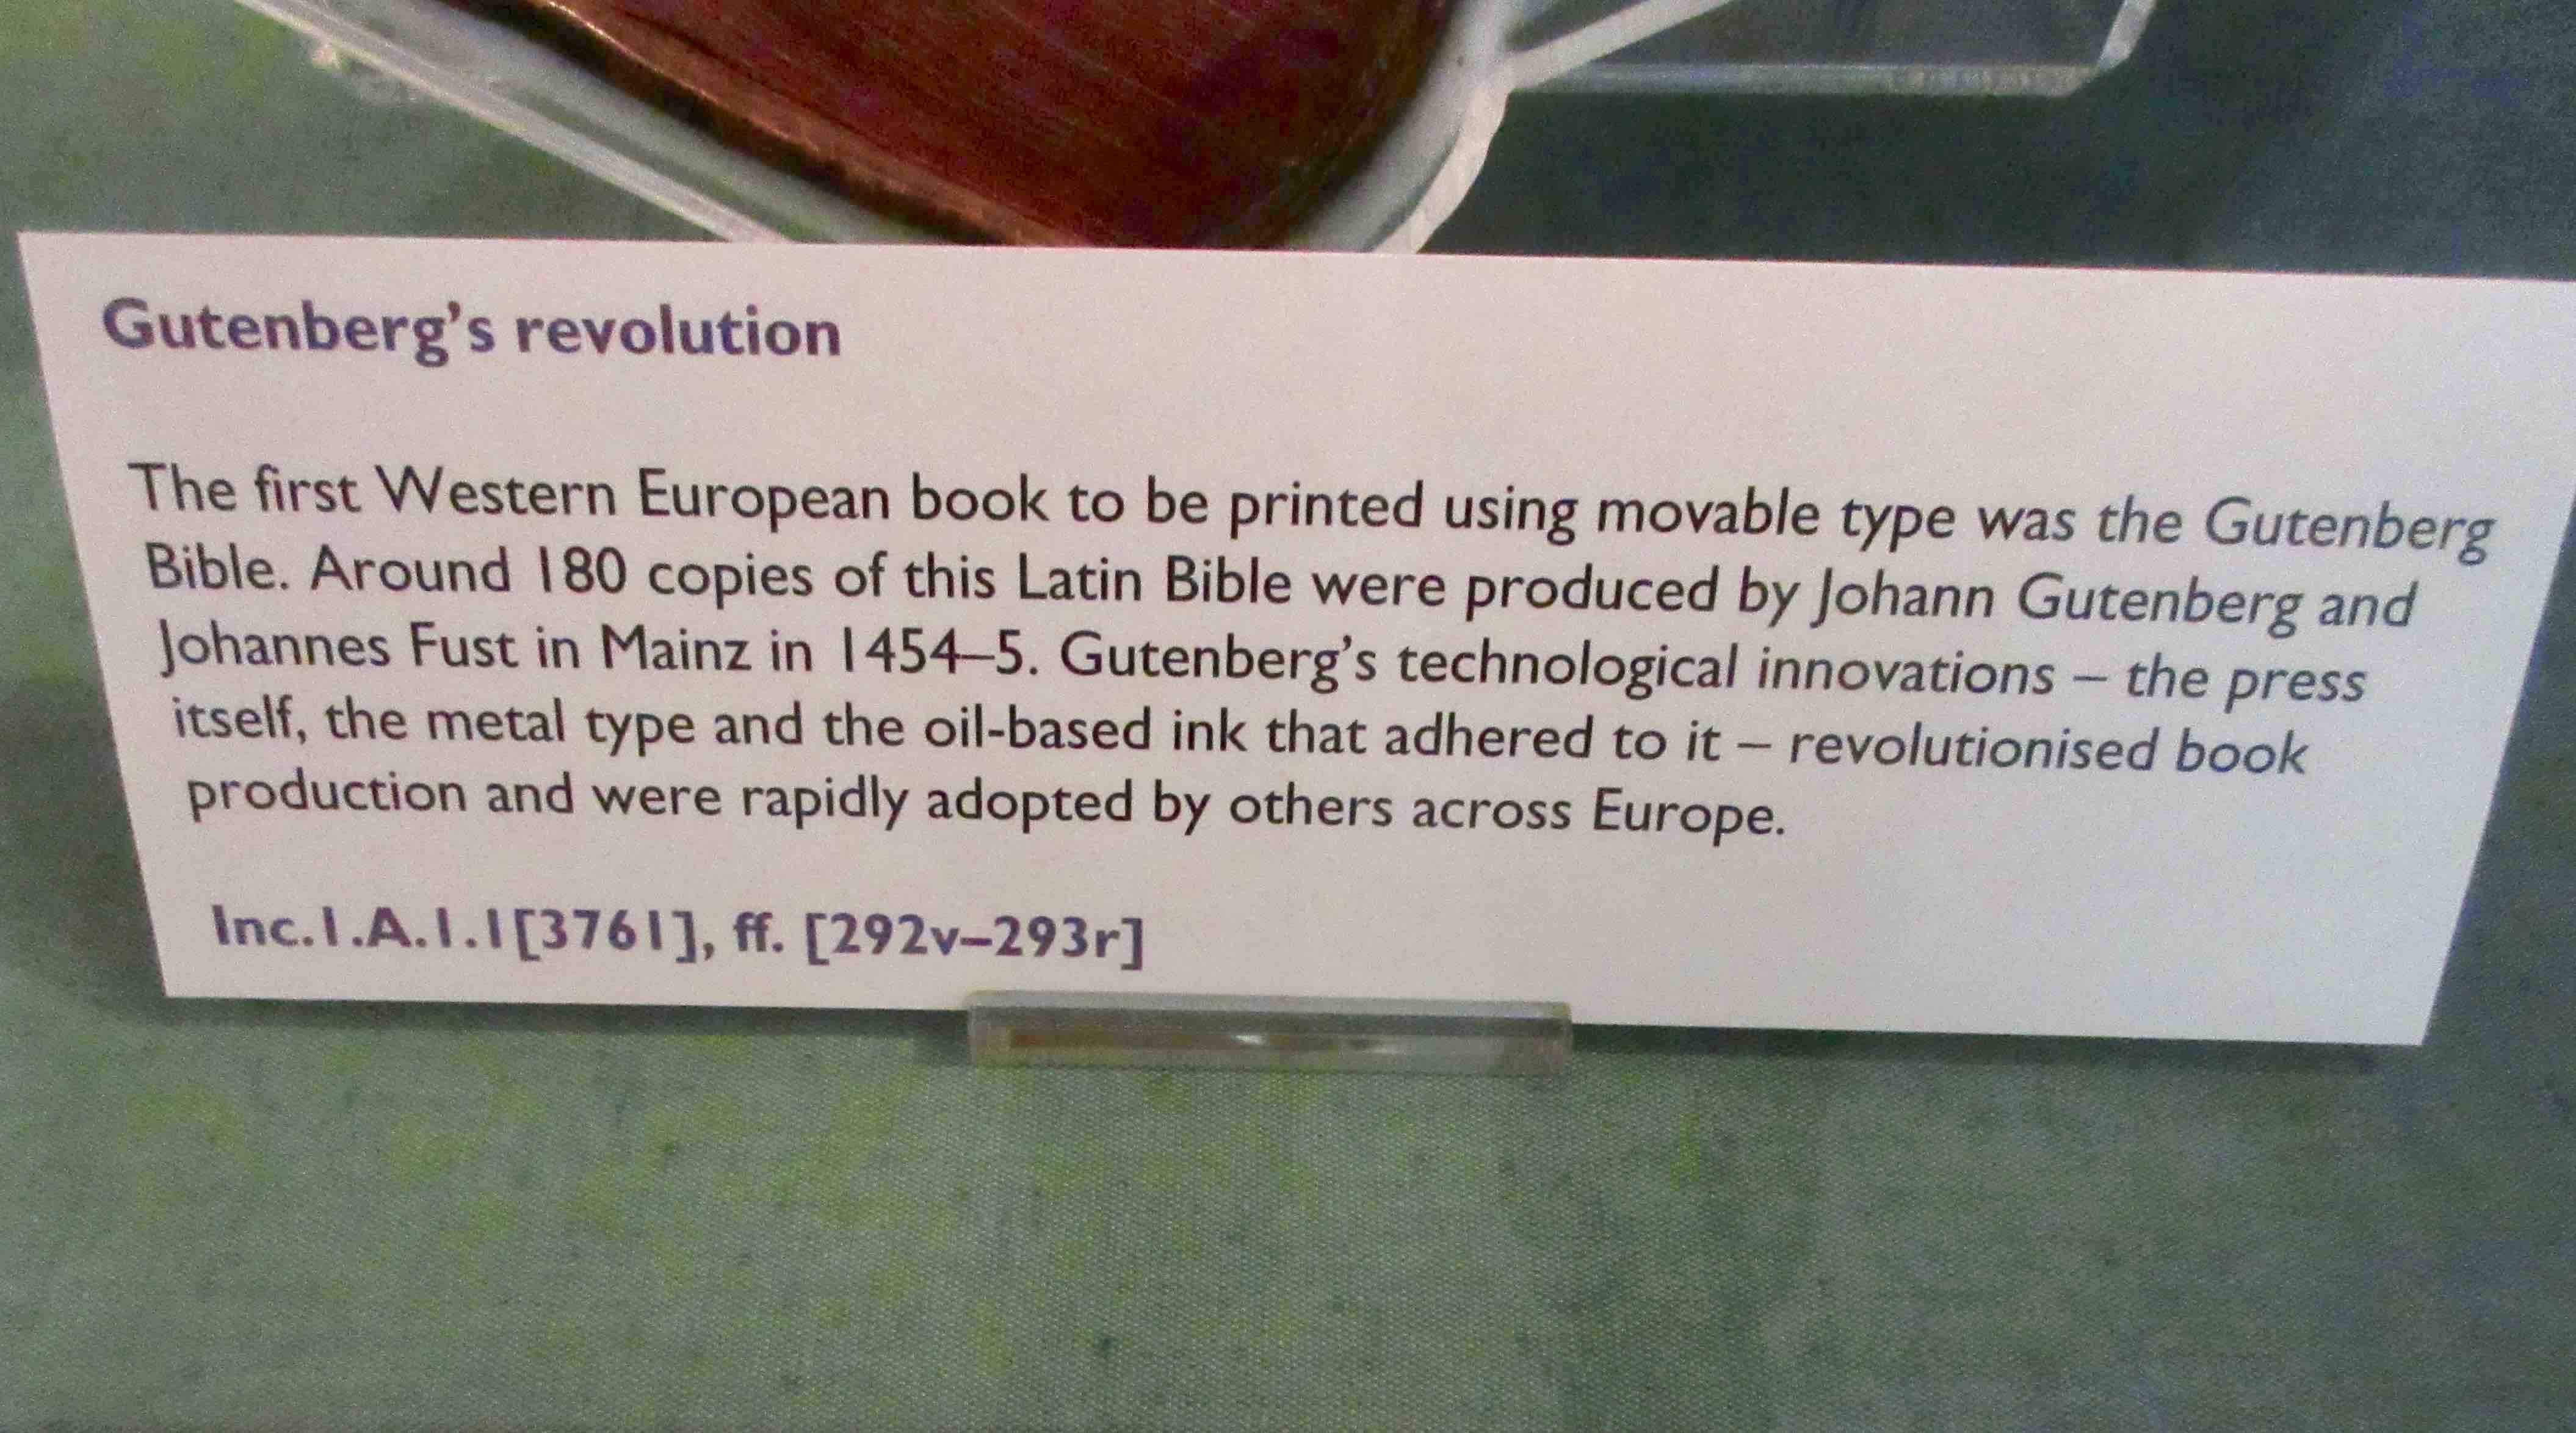 Gutenberg’s revolution
The first Western European book to be printed using movable type was the Gutenberg
Bible. Around 180 copies of this Latin Bible were produced by Johann Gutenberg and
Johannes Fust in Mainz in 1454–5. Gutenberg’s technological innovations – the press
itself, the metal type and the oil-based ink that adhered to it – revolutionised book
production and were rapidly adopted by others across Europe.
Inc.1.A.1.1[3761], ff. [292v–293r]